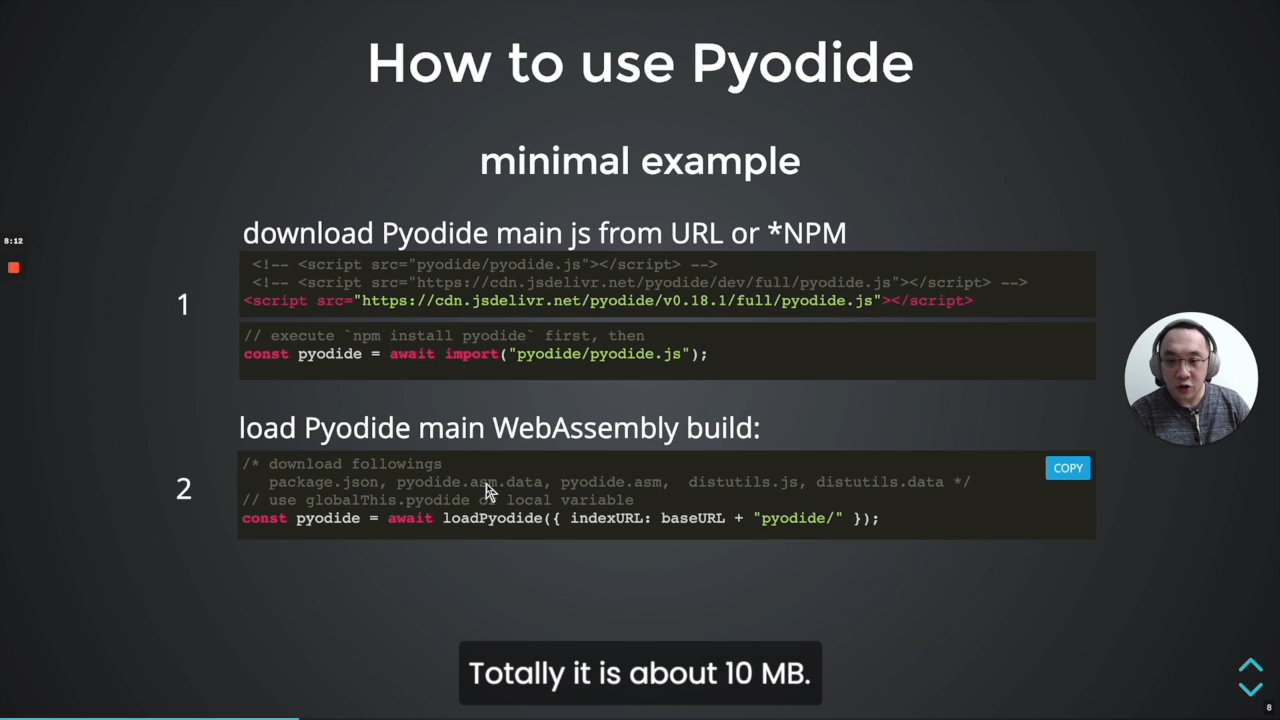 How to use Pyodide
minimal example
download Pyodide main js from URL or *NPM
1
<!-- <script src="pyodide/pyodide.js"></script> -->
<!-- <script src="https://cdn.jsdelivr.net/pyodide/dev/full/pyodide.js"></script> -->
<script src="https://cdn.jsdelivr.net/pyodide/v0.18.1/full/pyodide.js"></script>
// execute `npm install pyodide` first, then
const pyodide = await import("pyodide/pyodide.js");
8:12
load Pyodide main WebAssembly build:
2
/* download followings
package.json, pyodide.asm.data, pyodide.asm, distutils.js, distutils.data */
// use globalThis.pyodide or local variable
const pyodide = await loadPyodide({ indexURL: baseURL + "pyodide/" });
COPY
Totally it is about 10 MB.
8